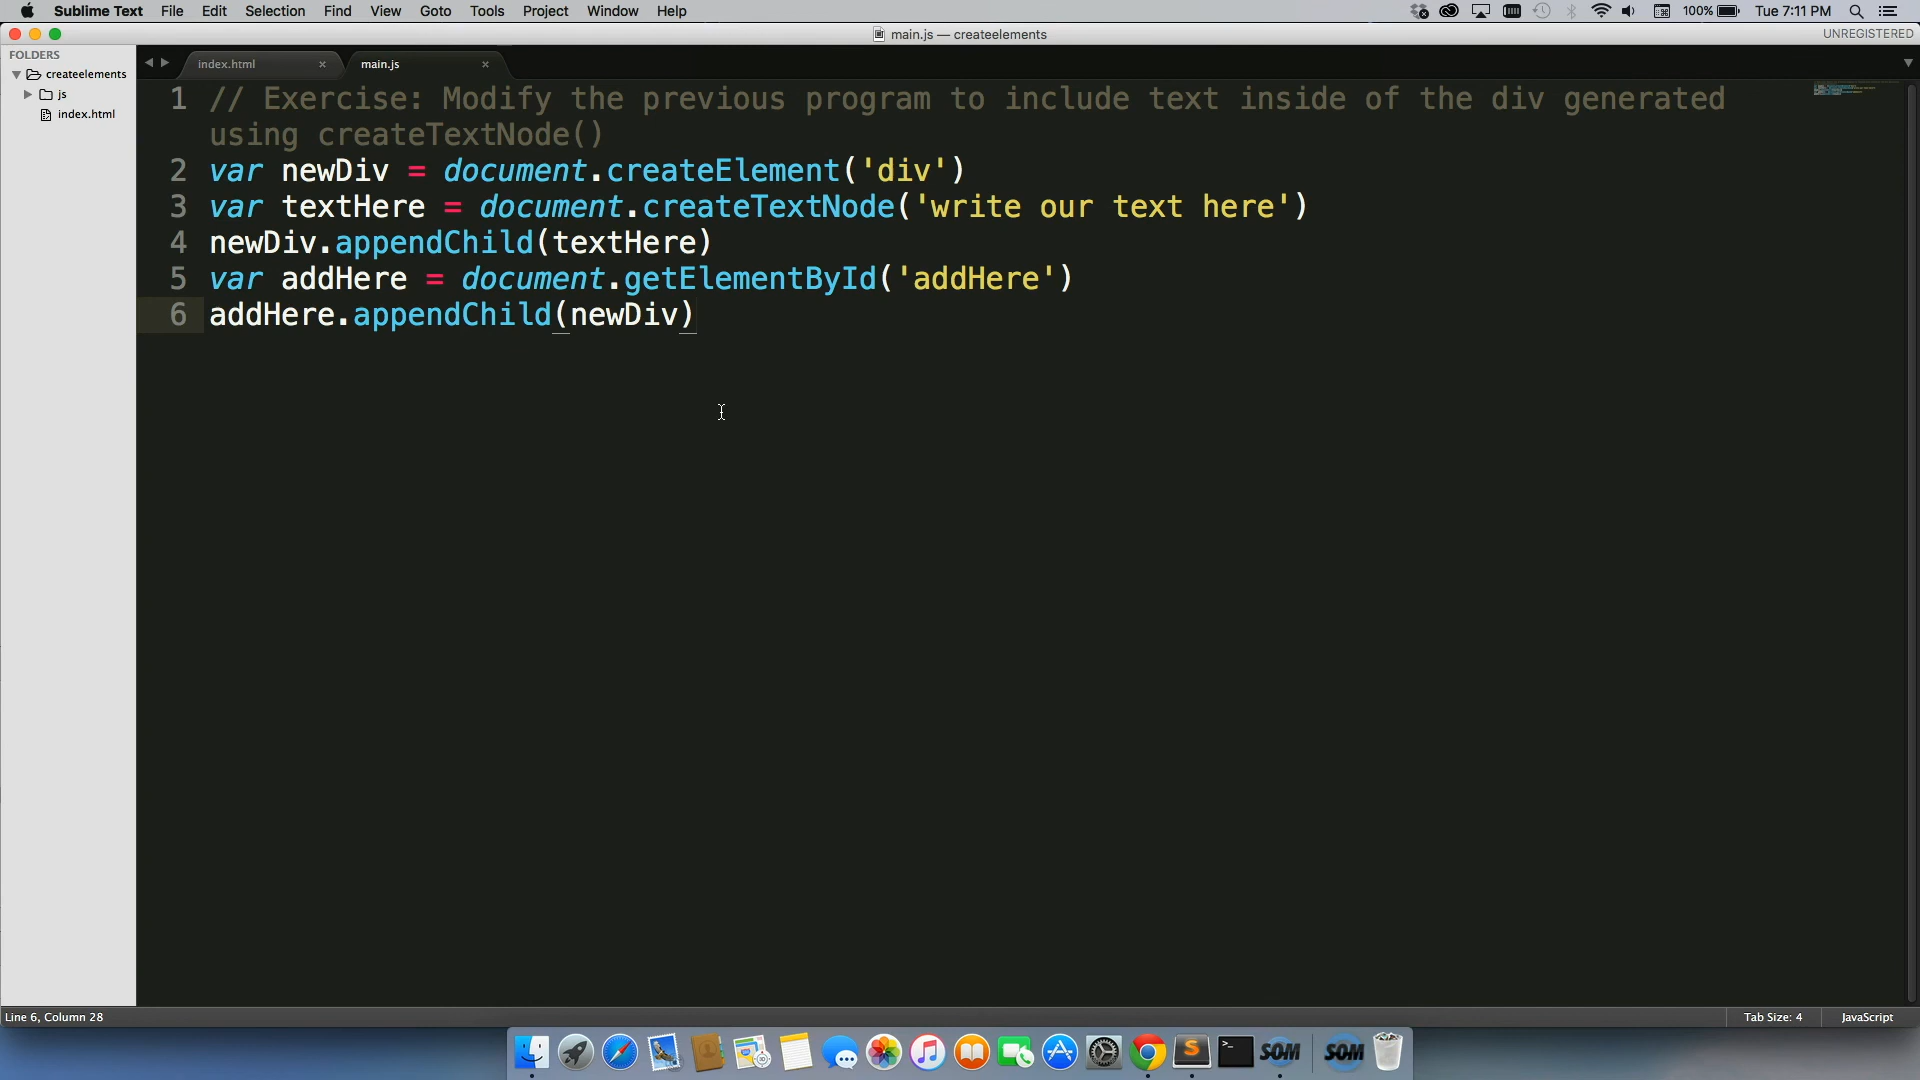 Sublime Text File Edit Selection Find View Goto Tools Project Window Help 100% Tue 7:11 PM
main.js — createelements UNREGISTERED
FOLDERS
createelements
js
index.html
index.html × main.js ×
1 // Exercise: Modify the previous program to include text inside of the div generated
using createTextNode()
2 var newDiv = document.createElement('div')
3 var textHere = document.createTextNode('write our text here')
4 newDiv.appendChild(textHere)
5 var addHere = document.getElementById('addHere')
6 addHere.appendChild(newDiv)
Line 6, Column 28 Tab Size: 4 JavaScript
S >_ SOM SOM